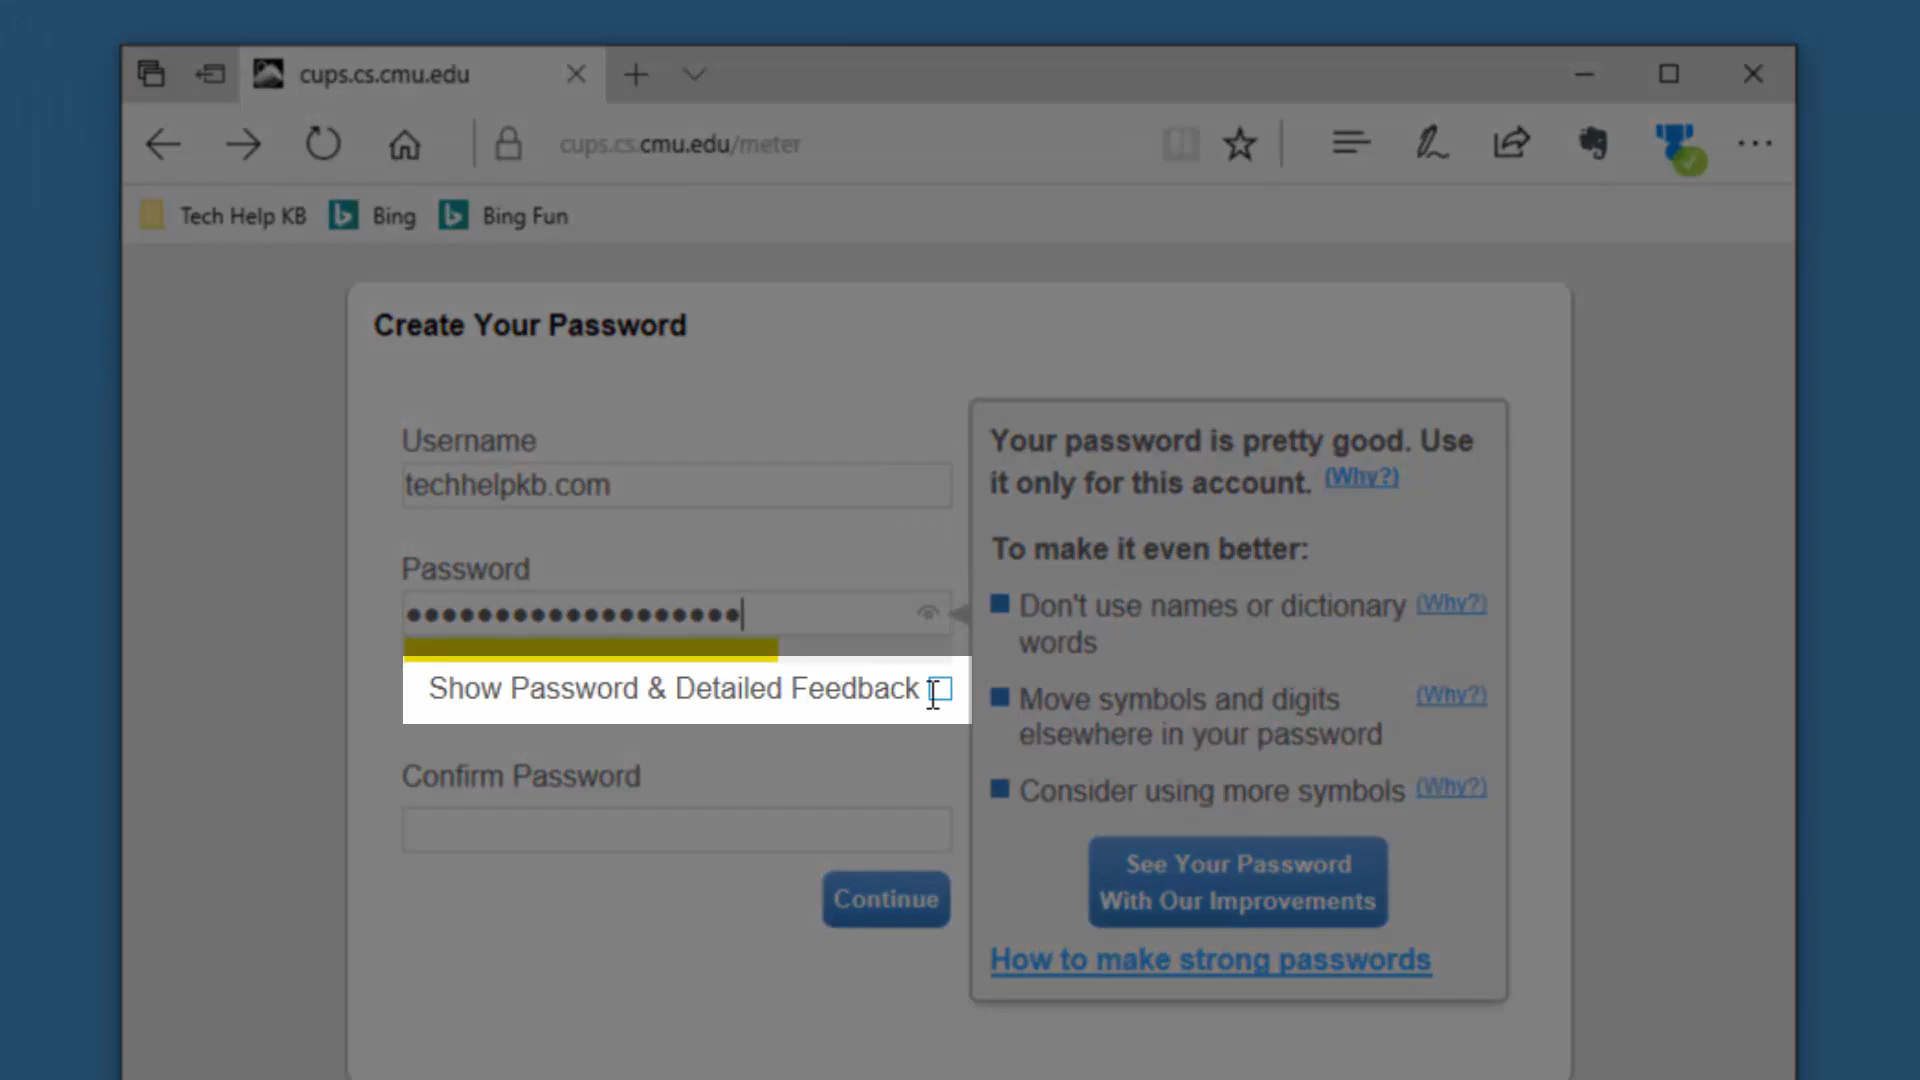 cups.cs.cmu.edu
cups.cs.cmu.edu/meter
Tech Help KB
Bing
Bing Fun
Create Your Password
Username
techhelpkb.com
Password
Show Password & Detailed Feedback
Confirm Password
Continue
Your password is pretty good. Use
it only for this account. (Why?)
To make it even better:
Don't use names or dictionary (Why?)
words
Move symbols and digits (Why?)
elsewhere in your password
Consider using more symbols (Why?)
See Your Password
With Our Improvements
How to make strong passwords